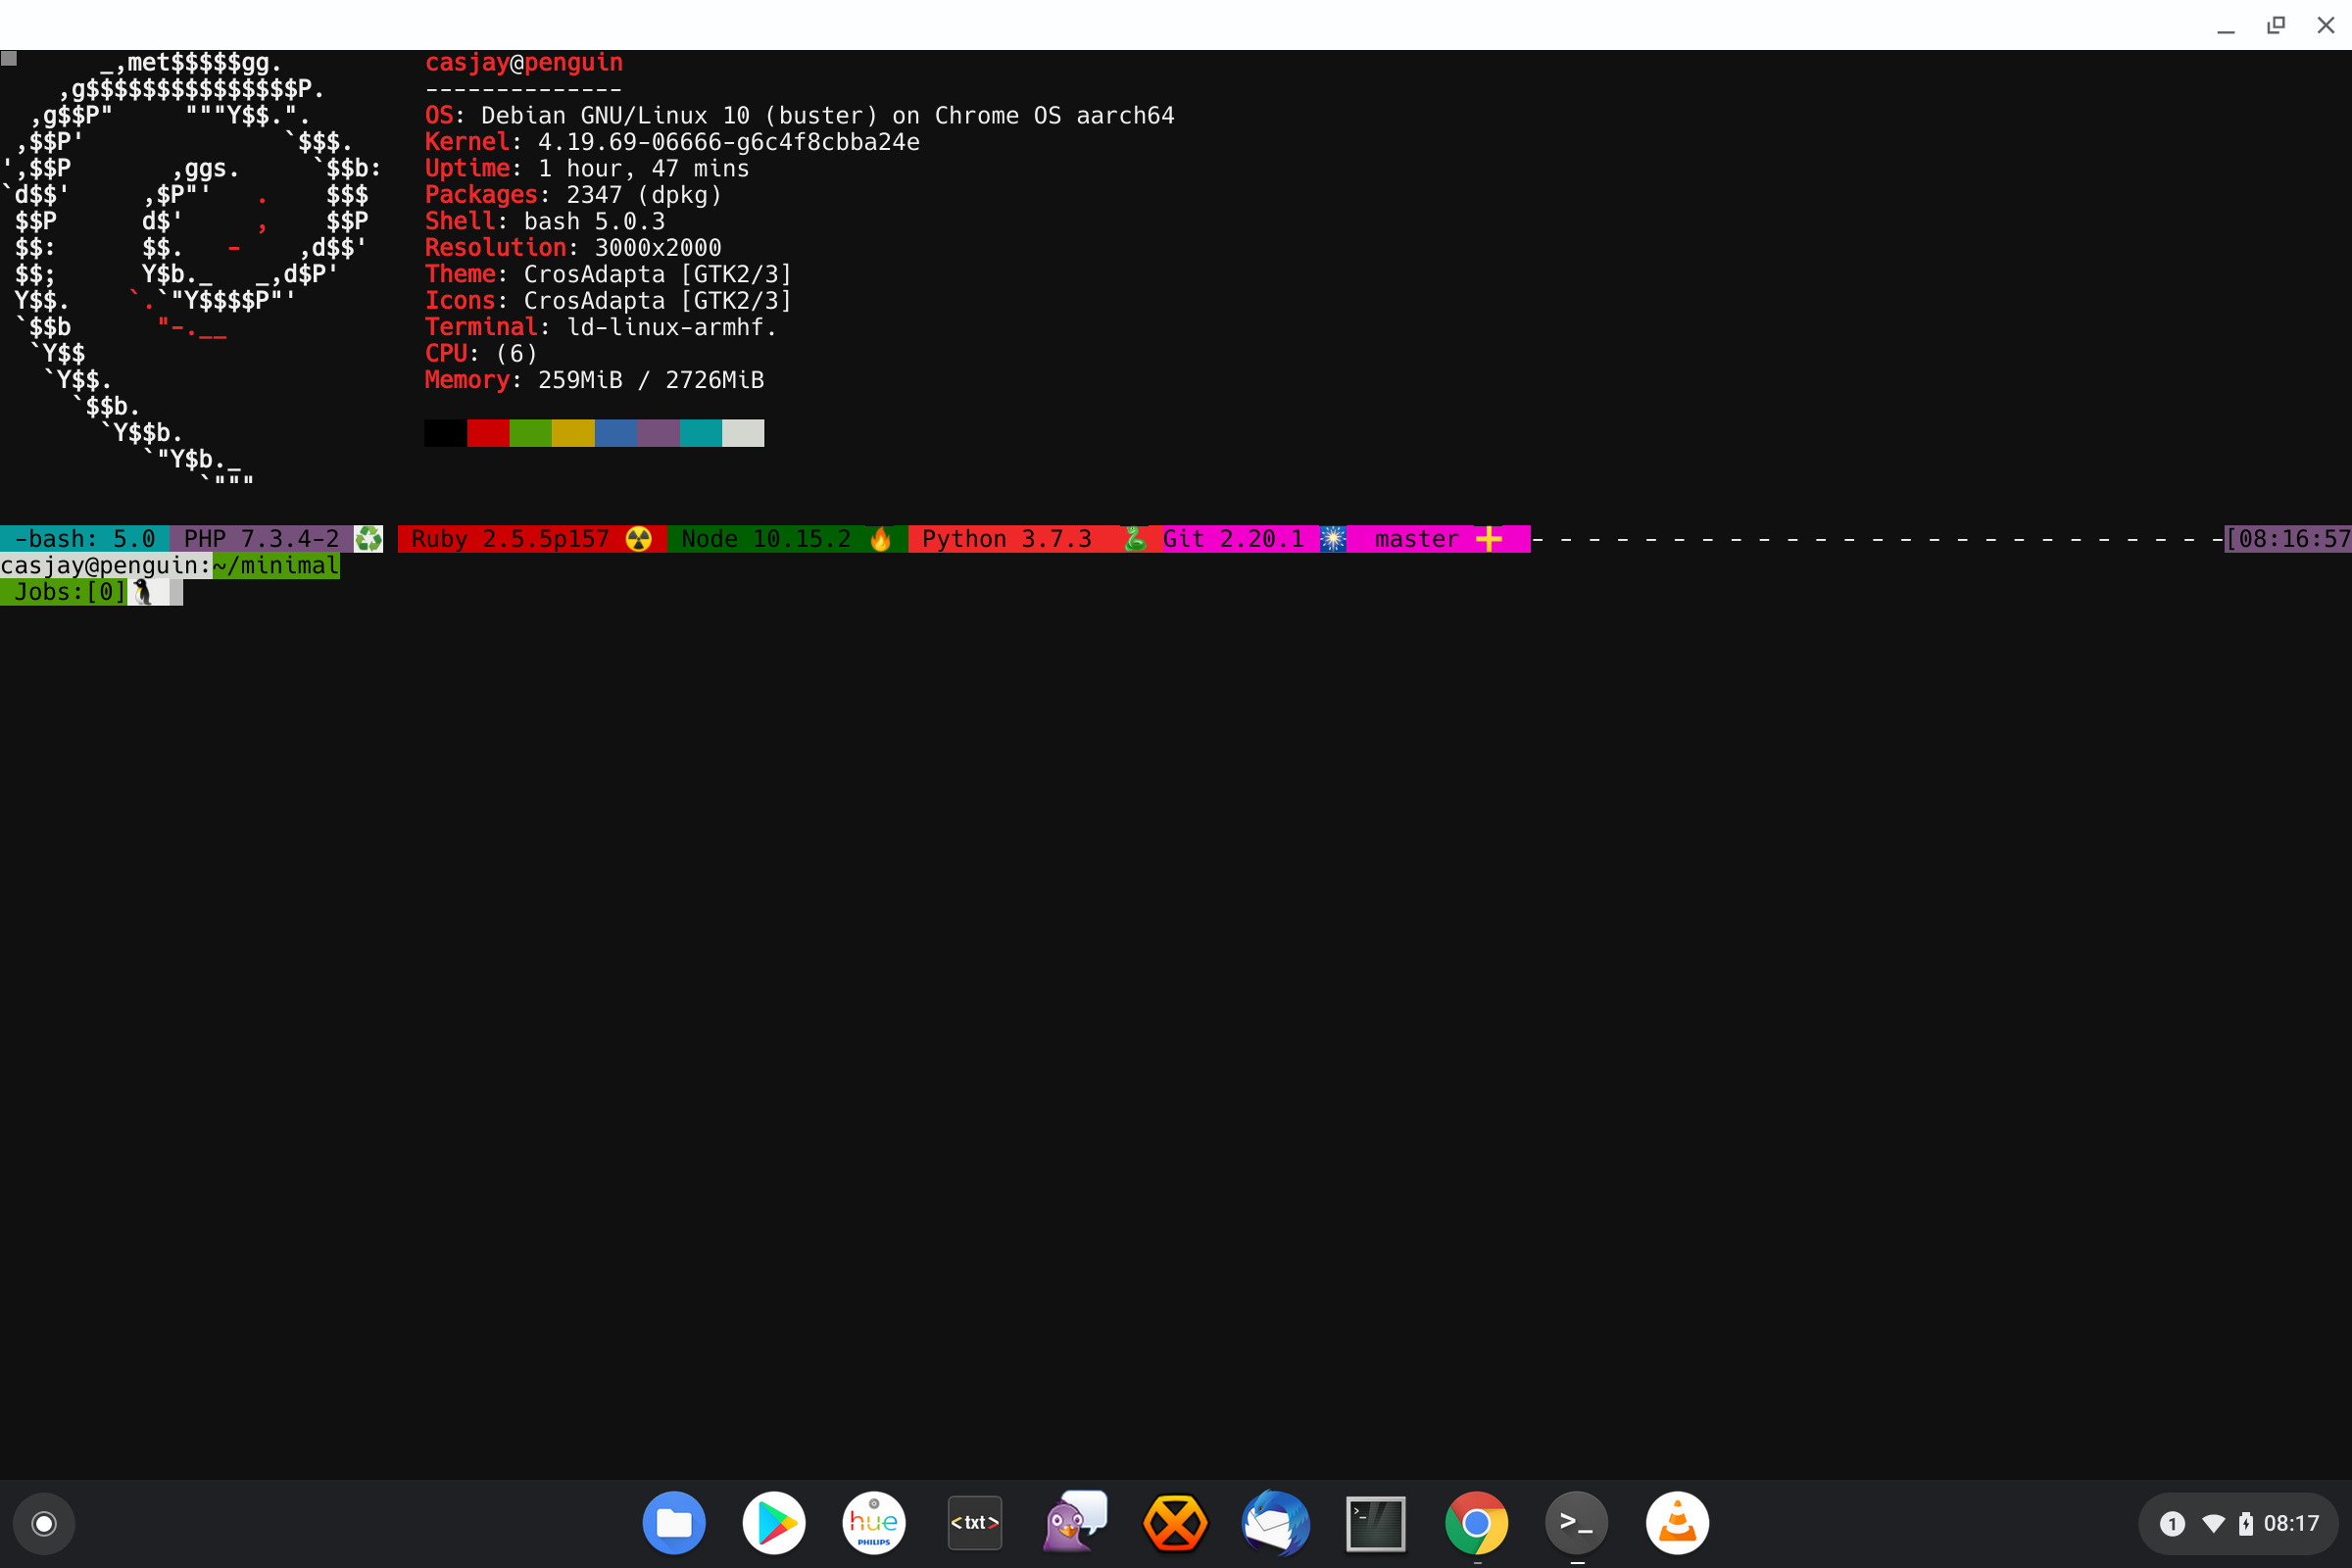 _,met$$$$$gg.
,g$$$$$$$$$$$$$$$P.
,g$$P"     """Y$$.".
,$$P'              `$$$.
',$$P       ,ggs.     `$$b:
`d$$'     ,$P"'   .    $$$
$$P      d$'     ,    $$P
$$:      $$.   -    ,d$$'
$$;      Y$b._   _,d$P'
Y$$.    `.`"Y$$$$P"'
`$$b      "-.__
`Y$$
`Y$$.
`$$b.
`Y$$b.
`"Y$b._
`"""
casjay@penguin
--------------
OS: Debian GNU/Linux 10 (buster) on Chrome OS aarch64
Kernel: 4.19.69-06666-g6c4f8cbba24e
Uptime: 1 hour, 47 mins
Packages: 2347 (dpkg)
Shell: bash 5.0.3
Resolution: 3000x2000
Theme: CrosAdapta [GTK2/3]
Icons: CrosAdapta [GTK2/3]
Terminal: ld-linux-armhf.
CPU: (6)
Memory: 259MiB / 2726MiB
-bash: 5.0 PHP 7.3.4-2 ♻ Ruby 2.5.5p157 ☢ Node 10.15.2 🔥 Python 3.7.3 🐍 Git 2.20.1 🎇 master ➕ - - - - - - - - - - - - - - - - - - - - - - - - -[08:16:57
casjay@penguin:~/minimal
Jobs:[0]🐧
hue
PHILIPS
<txt>
>_
>_
1 08:17